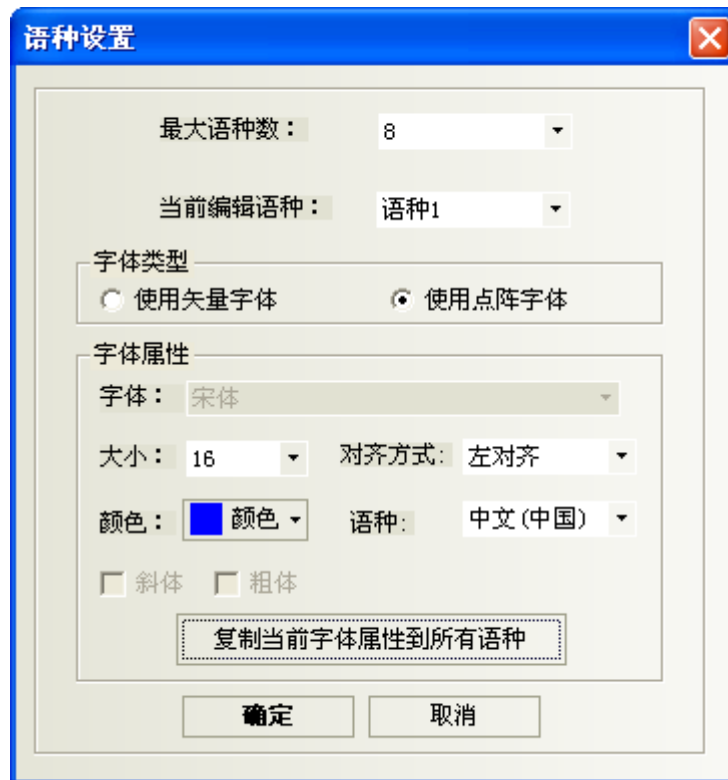 语种设置
最大语种数： 8
当前编辑语种： 语种1
字体类型
使用矢量字体 使用点阵字体
字体属性
字体： 宋体
大小： 16 对齐方式: 左对齐
颜色： 颜色 语种: 中文(中国)
斜体 粗体
复制当前字体属性到所有语种
确定 取消